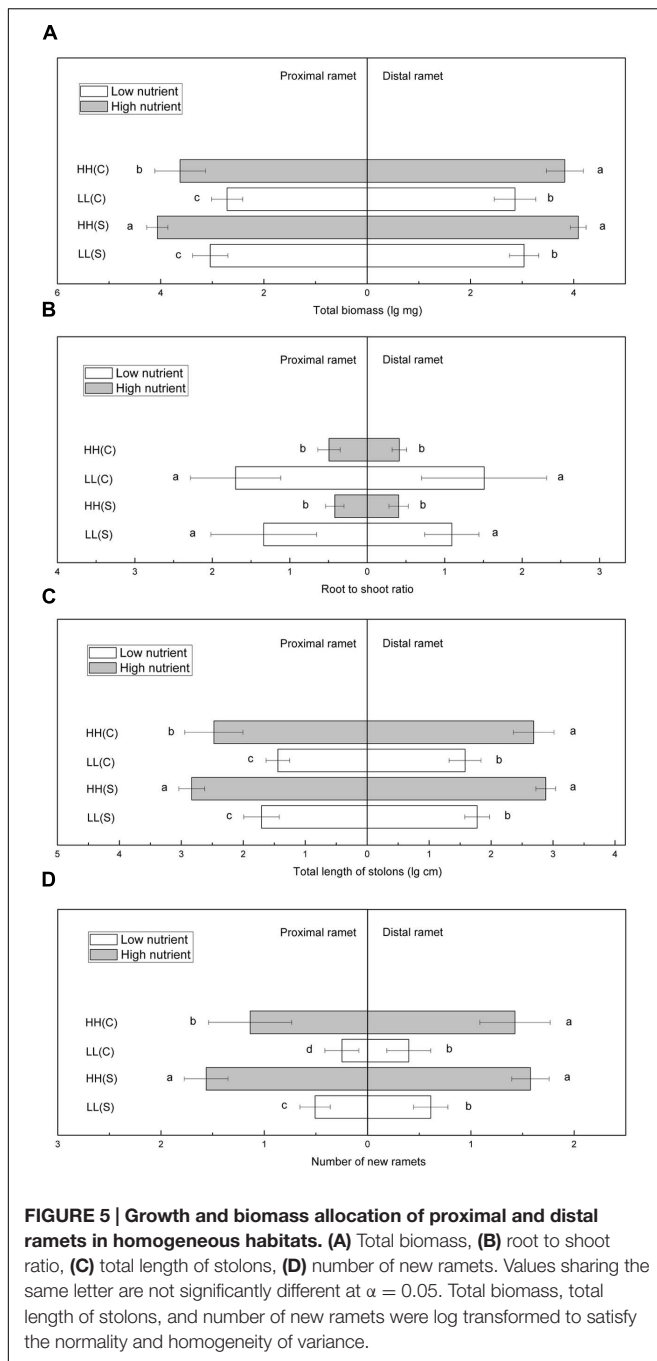 A
Low nutrient
High nutrient
Proximal ramet
Distal ramet
HH(C) b a
LL(C) c b
HH(S) a a
LL(S) c b
6 4 2 0 2 4
Total biomass (lg mg)
B
Low nutrient
High nutrient
Proximal ramet
Distal ramet
HH(C) b b
LL(C) a a
HH(S) b b
LL(S) a a
4 3 2 1 0 1 2 3
Root to shoot ratio
C
Low nutrient
High nutrient
Proximal ramet
Distal ramet
HH(C) b a
LL(C) c b
HH(S) a a
LL(S) c b
5 4 3 2 1 0 1 2 3 4
Total length of stolons (lg cm)
D
Low nutrient
High nutrient
Proximal ramet
Distal ramet
HH(C) b a
LL(C) d b
HH(S) a a
LL(S) c b
3 2 1 0 1 2
Number of new ramets
FIGURE 5 | Growth and biomass allocation of proximal and distal
ramets in homogeneous habitats. (A) Total biomass, (B) root to shoot
ratio, (C) total length of stolons, (D) number of new ramets. Values sharing the
same letter are not significantly different at α = 0.05. Total biomass, total
length of stolons, and number of new ramets were log transformed to satisfy
the normality and homogeneity of variance.